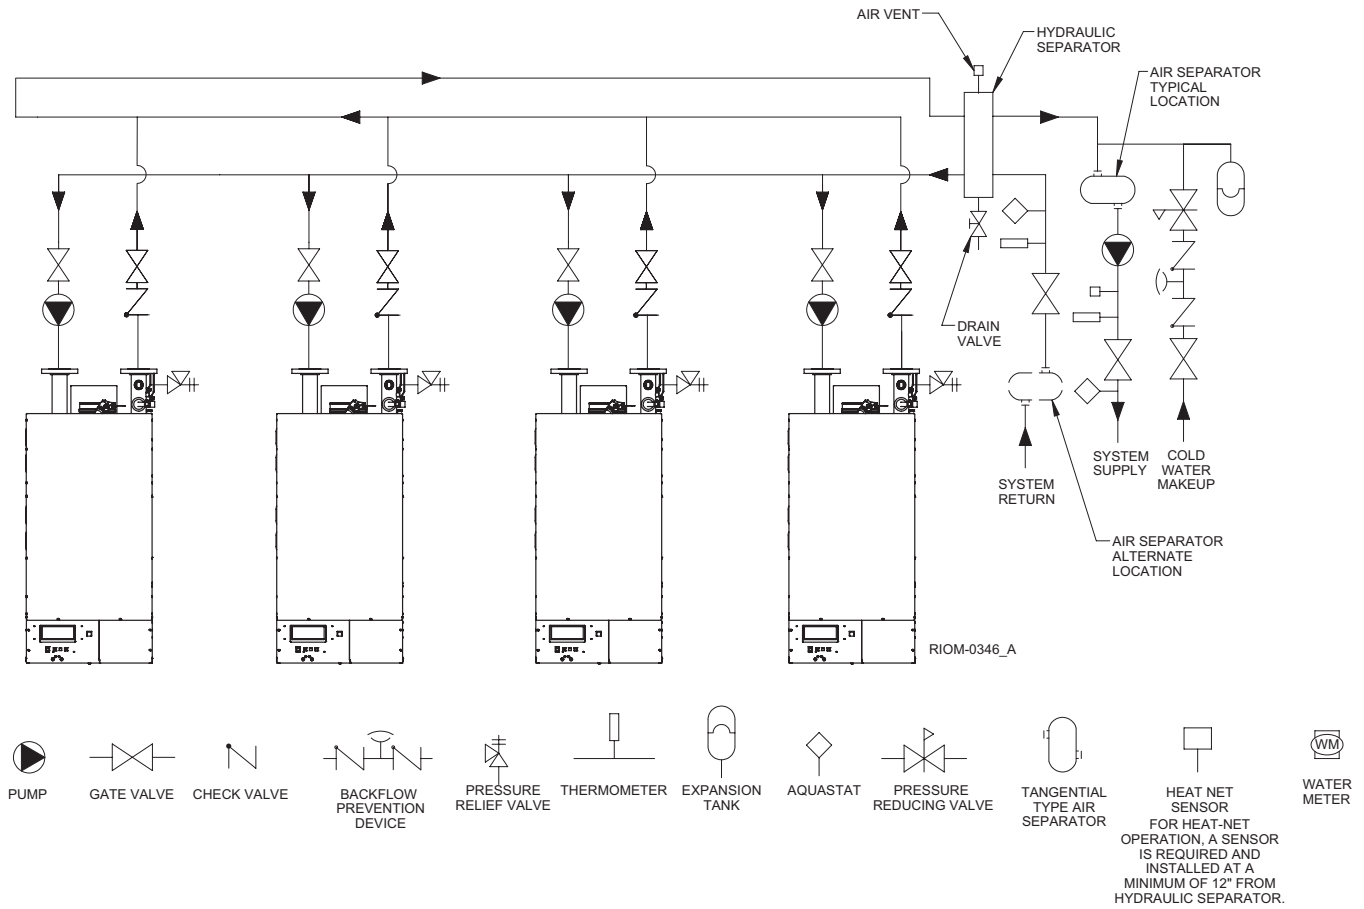 AIR VENT
HYDRAULIC
SEPARATOR
AIR SEPARATOR
TYPICAL
LOCATION
DRAIN
VALVE
SYSTEM
RETURN
SYSTEM
SUPPLY
COLD
WATER
MAKEUP
AIR SEPARATOR
ALTERNATE
LOCATION
RIOM-0346_A
PUMP
GATE VALVE
CHECK VALVE
BACKFLOW
PREVENTION
DEVICE
PRESSURE
RELIEF VALVE
THERMOMETER
EXPANSION
TANK
AQUASTAT
PRESSURE
REDUCING VALVE
TANGENTIAL
TYPE AIR
SEPARATOR
HEAT NET
SENSOR
FOR HEAT-NET
OPERATION, A SENSOR
IS REQUIRED AND
INSTALLED AT A
MINIMUM OF 12" FROM
HYDRAULIC SEPARATOR.
WM
WATER
METER